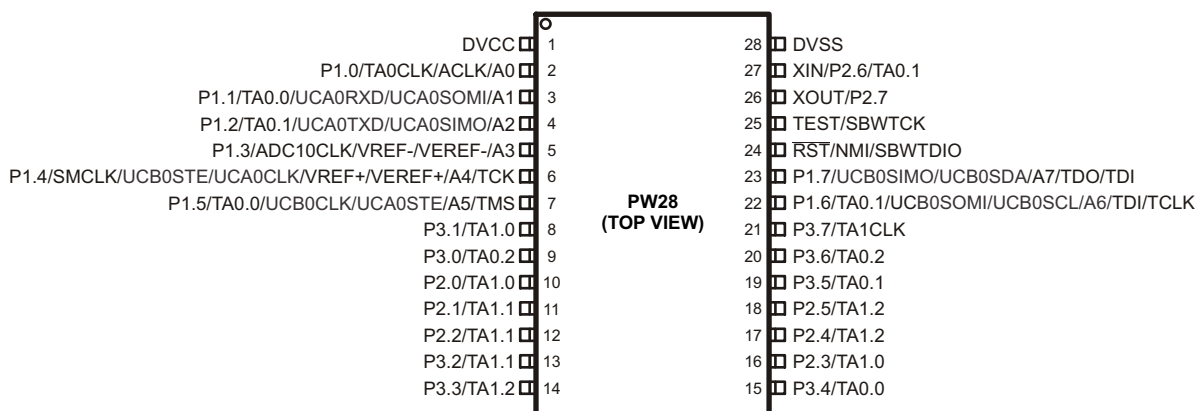 DVCC 1 28 DVSS
P1.0/TA0CLK/ACLK/A0 2 27 XIN/P2.6/TA0.1
P1.1/TA0.0/UCA0RXD/UCA0SOMI/A1 3 26 XOUT/P2.7
P1.2/TA0.1/UCA0TXD/UCA0SIMO/A2 4 25 TEST/SBWTCK
P1.3/ADC10CLK/VREF-/VEREF-/A3 5 24 RST/NMI/SBWTDIO
P1.4/SMCLK/UCB0STE/UCA0CLK/VREF+/VEREF+/A4/TCK 6 23 P1.7/UCB0SIMO/UCB0SDA/A7/TDO/TDI
P1.5/TA0.0/UCB0CLK/UCA0STE/A5/TMS 7 PW28 22 P1.6/TA0.1/UCB0SOMI/UCB0SCL/A6/TDI/TCLK
P3.1/TA1.0 8 (TOP VIEW) 21 P3.7/TA1CLK
P3.0/TA0.2 9 20 P3.6/TA0.2
P2.0/TA1.0 10 19 P3.5/TA0.1
P2.1/TA1.1 11 18 P2.5/TA1.2
P2.2/TA1.1 12 17 P2.4/TA1.2
P3.2/TA1.1 13 16 P2.3/TA1.0
P3.3/TA1.2 14 15 P3.4/TA0.0